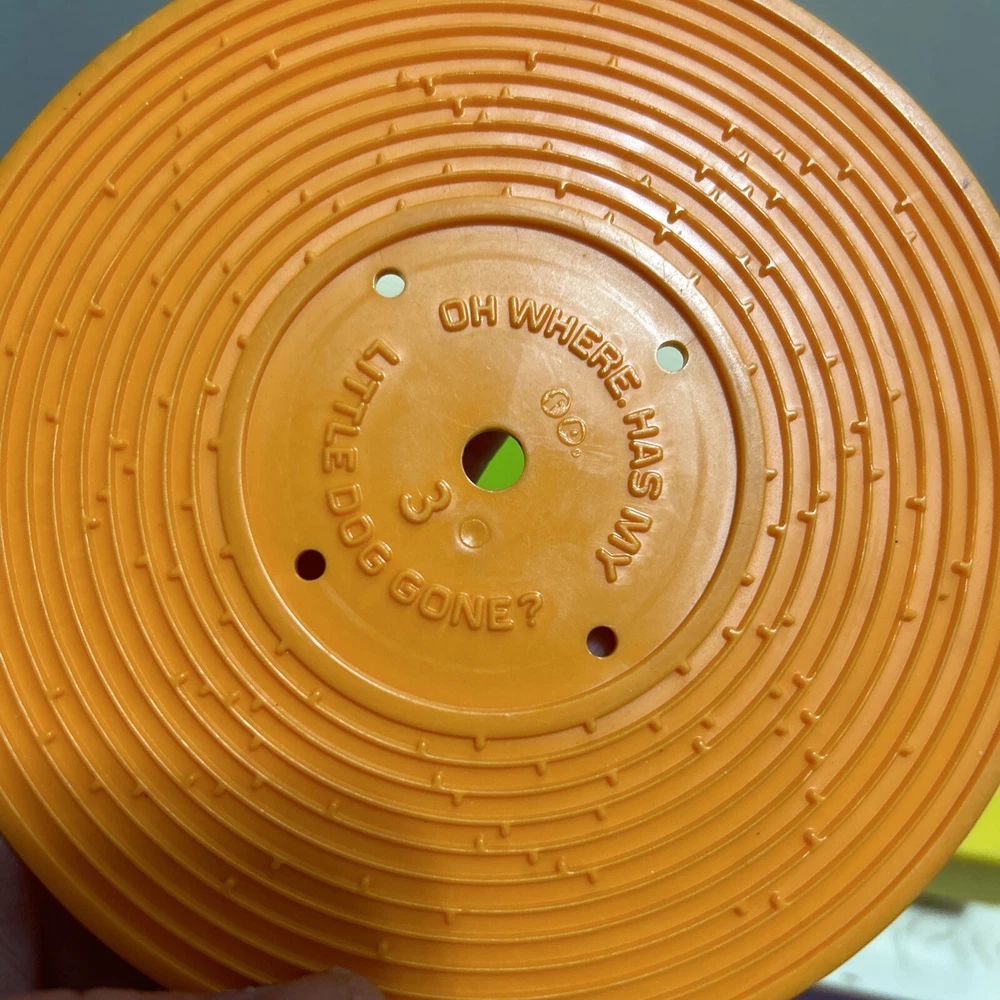 OH WHERE. HAS MY
LITTLE DOG GONE?
3